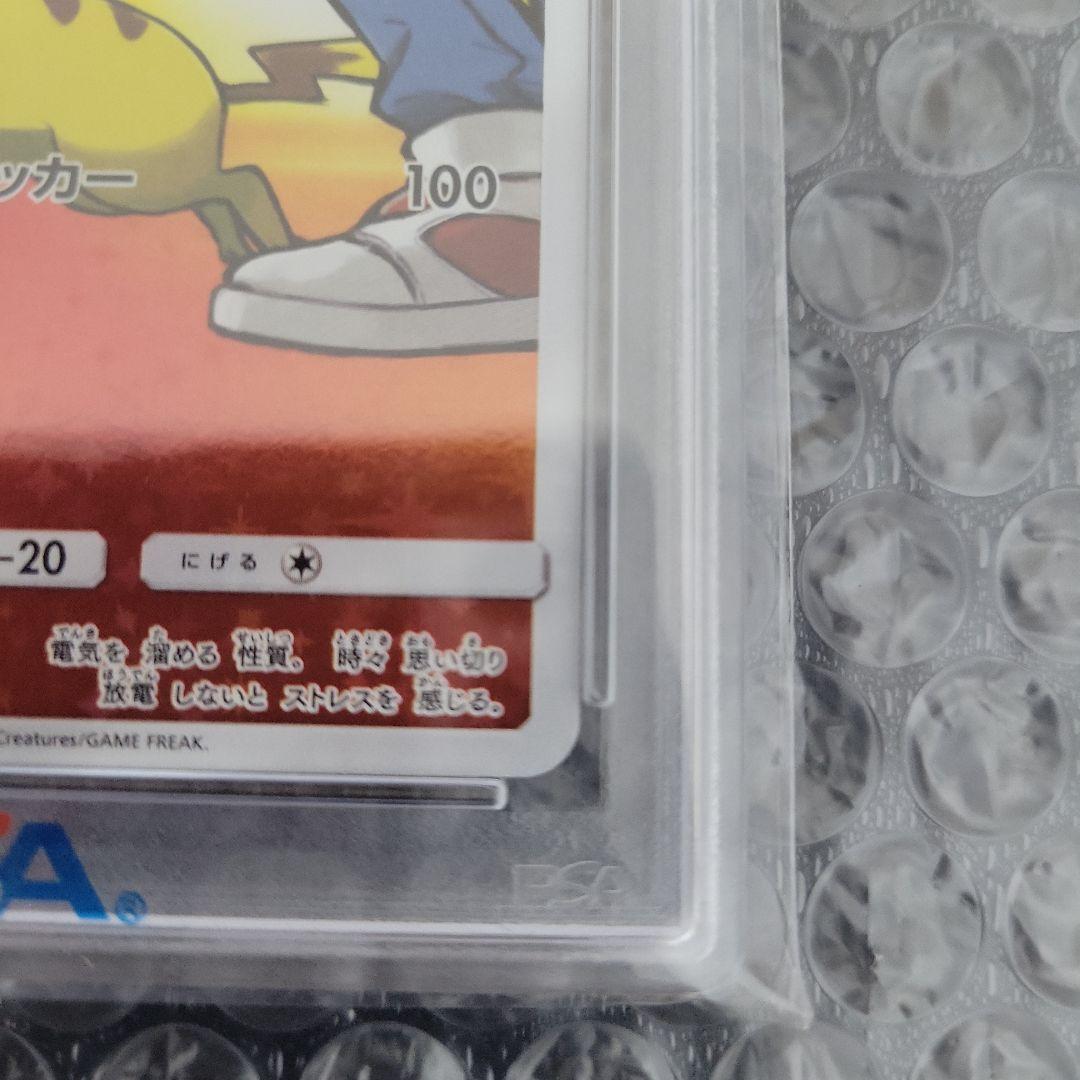 ッカー 100
-20 にげる
電気を 溜める 性質。 時々 思い切り
放電 しないと ストレスを 感じる。
Creatures/GAME FREAK.
PSA
A®